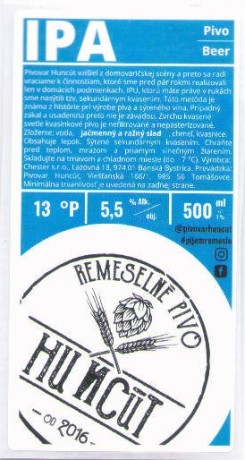 IPA
Pivo
Beer
Pivovar Huncút vzišiel z domovaričskej scény a preto sa radi
vraciame k činnostiam, ktoré sme pred pár rokmi realizovali
len v domácich podmienkach. IPU, ktorú máte práve v rukách
sme nasýtili tzv. sekundárnym kvasením. Táto metóda je
známa z histórie pri výrobe piva a sýteného vína. Prípadný
zákal a usadenina preto nie je závadou. Zvrchu kvasené
svetlé kvasinkové pivo je nefiltrované a nepasterizované.
Zloženie: voda, jačmenný a ražný slad , chmeľ, kvasnice.
Obsahuje lepok. Sýtené sekundárnym kvasením. Chráňte
pred teplom, mrazom a priamym slnečným žiarením.
Skladujte na tmavom a chladnom mieste (do 7 °C). Výrobca:
Chester s.r.o., Lazovná 18, 974 01 Banská Bystrica. Prevádzka:
Pivovar Huncút, Vieštanská 166/ , 985 56 Tomášovce.
Minimálna trvanlivosť je uvedená na zadnej strane.
13 °P
5,5 % Alk./obj.
500 ml
@pivovarhuncut
#pijemremeslo
REMESELNÉ PIVO
HUNCÚT
- OD 2016 -